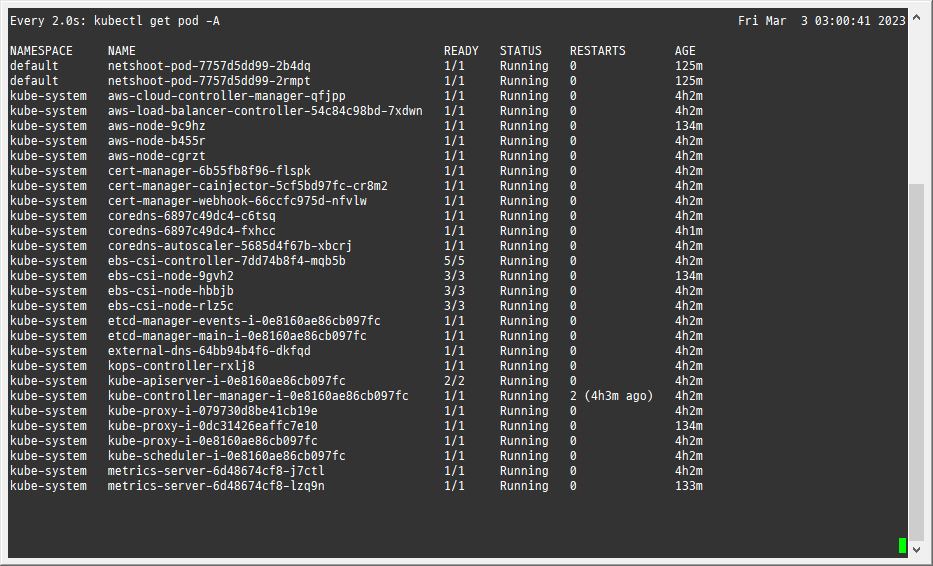 Every 2.0s: kubectl get pod -A                                                                          Fri Mar  3 03:00:41 2023
NAMESPACE     NAME                                            READY   STATUS    RESTARTS       AGE
default       netshoot-pod-7757d5dd99-2b4dq                   1/1     Running   0              125m
default       netshoot-pod-7757d5dd99-2rmpt                   1/1     Running   0              125m
kube-system   aws-cloud-controller-manager-qfjpp              1/1     Running   0              4h2m
kube-system   aws-load-balancer-controller-54c84c98bd-7xdwn   1/1     Running   0              4h2m
kube-system   aws-node-9c9hz                                  1/1     Running   0              134m
kube-system   aws-node-b455r                                  1/1     Running   0              4h2m
kube-system   aws-node-cgrzt                                  1/1     Running   0              4h2m
kube-system   cert-manager-6b55fb8f96-flspk                   1/1     Running   0              4h2m
kube-system   cert-manager-cainjector-5cf5bd97fc-cr8m2        1/1     Running   0              4h2m
kube-system   cert-manager-webhook-66ccfc975d-nfvlw           1/1     Running   0              4h2m
kube-system   coredns-6897c49dc4-c6tsq                        1/1     Running   0              4h2m
kube-system   coredns-6897c49dc4-fxhcc                        1/1     Running   0              4h1m
kube-system   coredns-autoscaler-5685d4f67b-xbcrj             1/1     Running   0              4h2m
kube-system   ebs-csi-controller-7dd74b8f4-mqb5b              5/5     Running   0              4h2m
kube-system   ebs-csi-node-9gvh2                              3/3     Running   0              134m
kube-system   ebs-csi-node-hbbjb                              3/3     Running   0              4h2m
kube-system   ebs-csi-node-rlz5c                              3/3     Running   0              4h2m
kube-system   etcd-manager-events-i-0e8160ae86cb097fc         1/1     Running   0              4h2m
kube-system   etcd-manager-main-i-0e8160ae86cb097fc           1/1     Running   0              4h2m
kube-system   external-dns-64bb94b4f6-dkfqd                   1/1     Running   0              4h2m
kube-system   kops-controller-rxlj8                           1/1     Running   0              4h2m
kube-system   kube-apiserver-i-0e8160ae86cb097fc              2/2     Running   0              4h2m
kube-system   kube-controller-manager-i-0e8160ae86cb097fc     1/1     Running   2 (4h3m ago)   4h2m
kube-system   kube-proxy-i-079730d8be41cb19e                  1/1     Running   0              4h2m
kube-system   kube-proxy-i-0dc31426eaffc7e10                  1/1     Running   0              134m
kube-system   kube-proxy-i-0e8160ae86cb097fc                  1/1     Running   0              4h2m
kube-system   kube-scheduler-i-0e8160ae86cb097fc              1/1     Running   0              4h2m
kube-system   metrics-server-6d48674cf8-j7ctl                 1/1     Running   0              4h2m
kube-system   metrics-server-6d48674cf8-lzq9n                 1/1     Running   0              133m